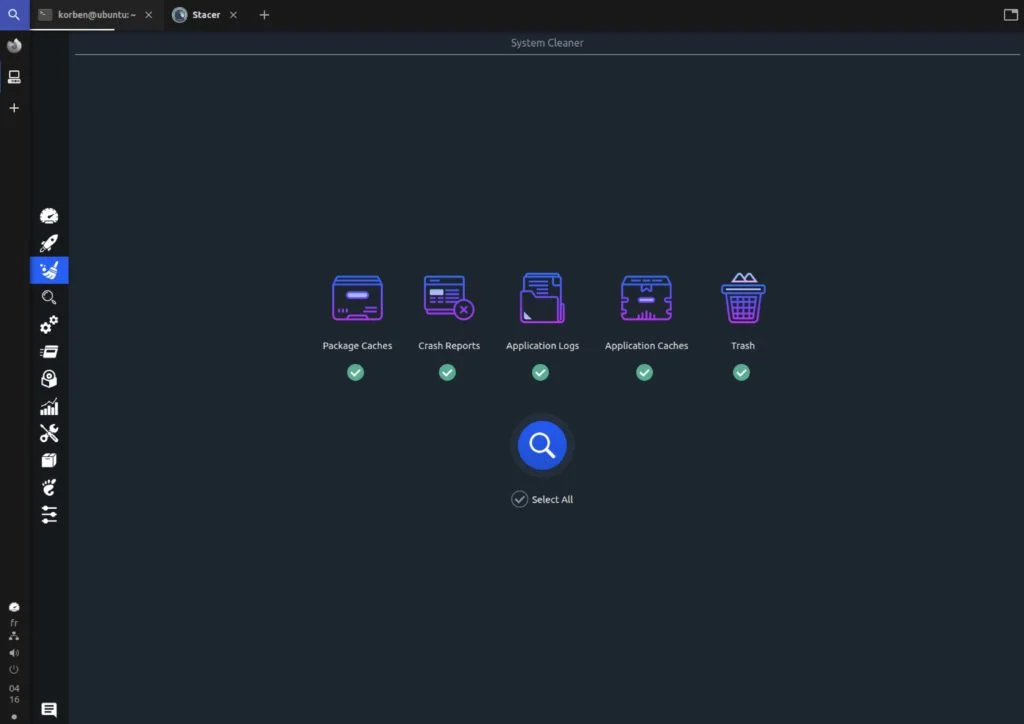 korben@ubuntu: ~
Stacer
System Cleaner
Package Caches
Crash Reports
Application Logs
Application Caches
Trash
Select All
fr
04
16